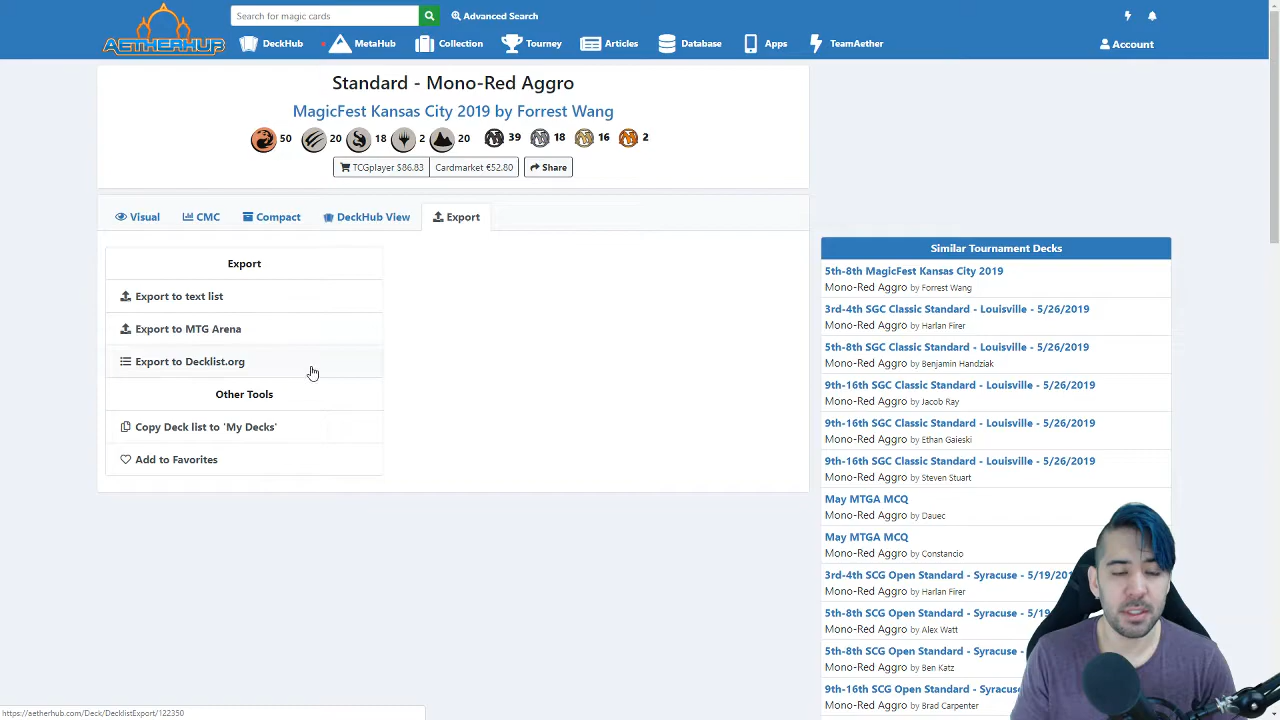 AETHERHUB
Search for magic cards
Advanced Search
DeckHub
MetaHub
Collection
Tourney
Articles
Database
Apps
TeamAether
Account
Standard - Mono-Red Aggro
MagicFest Kansas City 2019 by Forrest Wang
50 20 18 2 20 39 18 16 2
TCGplayer $86.83
Cardmarket €52.80
Share
Visual
CMC
Compact
DeckHub View
Export
Export
Export to text list
Export to MTG Arena
Export to Decklist.org
Other Tools
Copy Deck list to 'My Decks'
Add to Favorites
Similar Tournament Decks
5th-8th MagicFest Kansas City 2019
Mono-Red Aggro by Forrest Wang
3rd-4th SGC Classic Standard - Louisville - 5/26/2019
Mono-Red Aggro by Harlan Firer
5th-8th SGC Classic Standard - Louisville - 5/26/2019
Mono-Red Aggro by Benjamin Handziak
9th-16th SGC Classic Standard - Louisville - 5/26/2019
Mono-Red Aggro by Jacob Ray
9th-16th SGC Classic Standard - Louisville - 5/26/2019
Mono-Red Aggro by Ethan Gaieski
9th-16th SGC Classic Standard - Louisville - 5/26/2019
Mono-Red Aggro by Steven Stuart
May MTGA MCQ
Mono-Red Aggro by Dauec
May MTGA MCQ
Mono-Red Aggro by Constancio
3rd-4th SCG Open Standard - Syracuse - 5/19/201
Mono-Red Aggro by Harlan Firer
5th-8th SCG Open Standard - Syracuse - 5/19
Mono-Red Aggro by Alex Watt
5th-8th SCG Open Standard - Syracuse -
Mono-Red Aggro by Ben Katz
9th-16th SCG Open Standard - Syracus
Mono-Red Aggro by Brad Carpenter
https://aetherhub.com/Deck/DecklistExport/122350